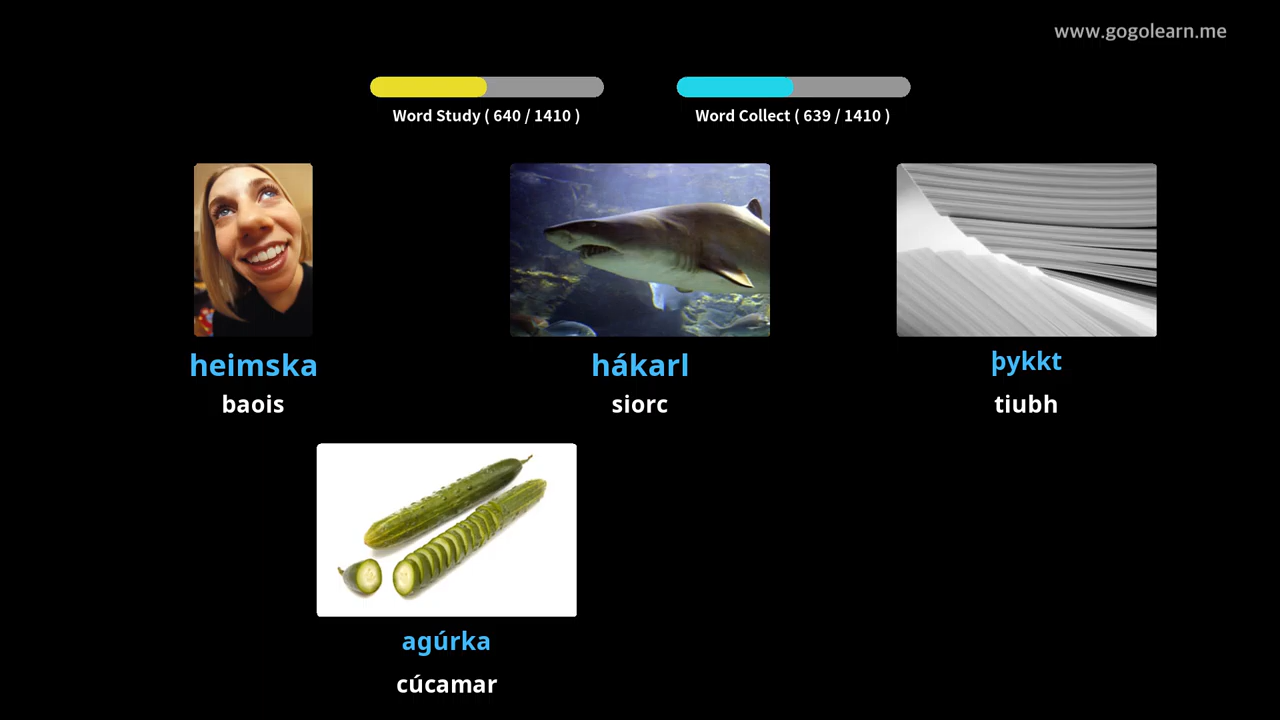 www.gogolearn.me
Word Study ( 640 / 1410 )
Word Collect ( 639 / 1410 )
heimska
baois
hákarl
siorc
þykkt
tiubh
agúrka
cúcamar